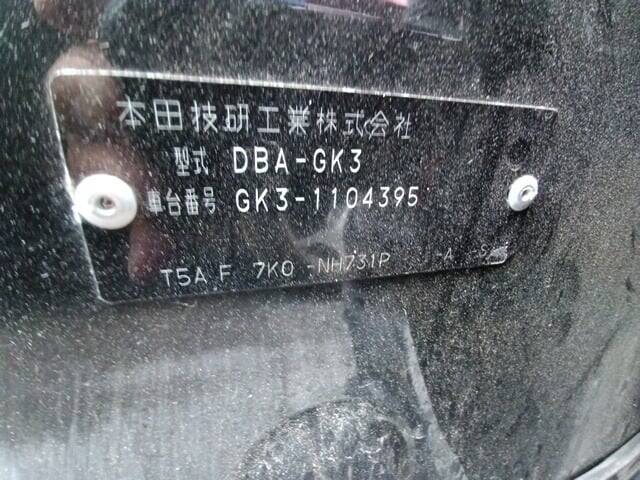 本田技研工業株式会社
型式 DBA-GK3
車台番号 GK3-1104395
T5A F 7K0 -NH731P -A -S